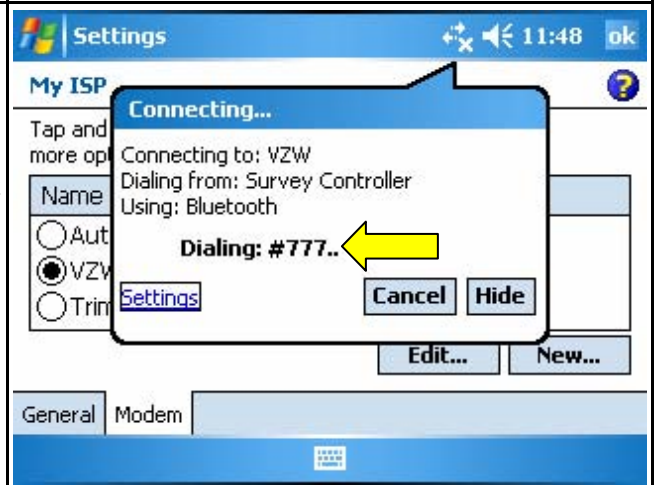 Settings 11:48 ok
My ISP
Connecting...
Tap and
more op
Connecting to: VZW
Dialing from: Survey Controller
Using: Bluetooth
Name
Dialing: #777..
Aut
VZW
Trim
Settings Cancel Hide
Edit... New...
General Modem